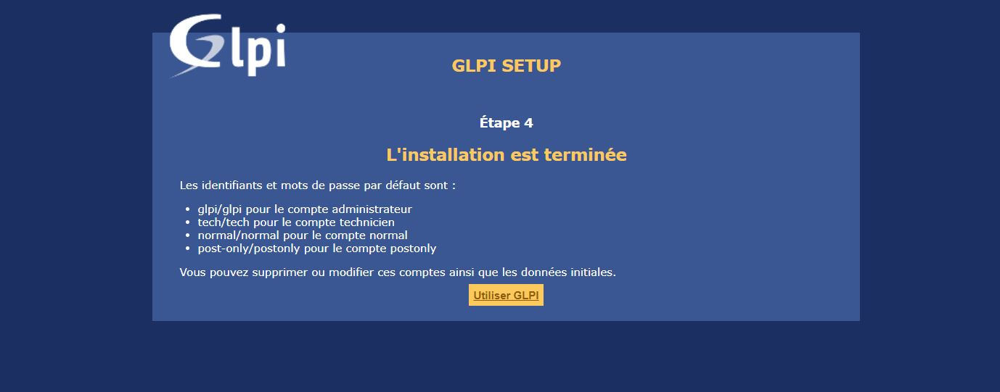 Glpi
GLPI SETUP
Étape 4
L'installation est terminée
Les identifiants et mots de passe par défaut sont :
• glpi/glpi pour le compte administrateur
• tech/tech pour le compte technicien
• normal/normal pour le compte normal
• post-only/postonly pour le compte postonly
Vous pouvez supprimer ou modifier ces comptes ainsi que les données initiales.
Utiliser GLPI